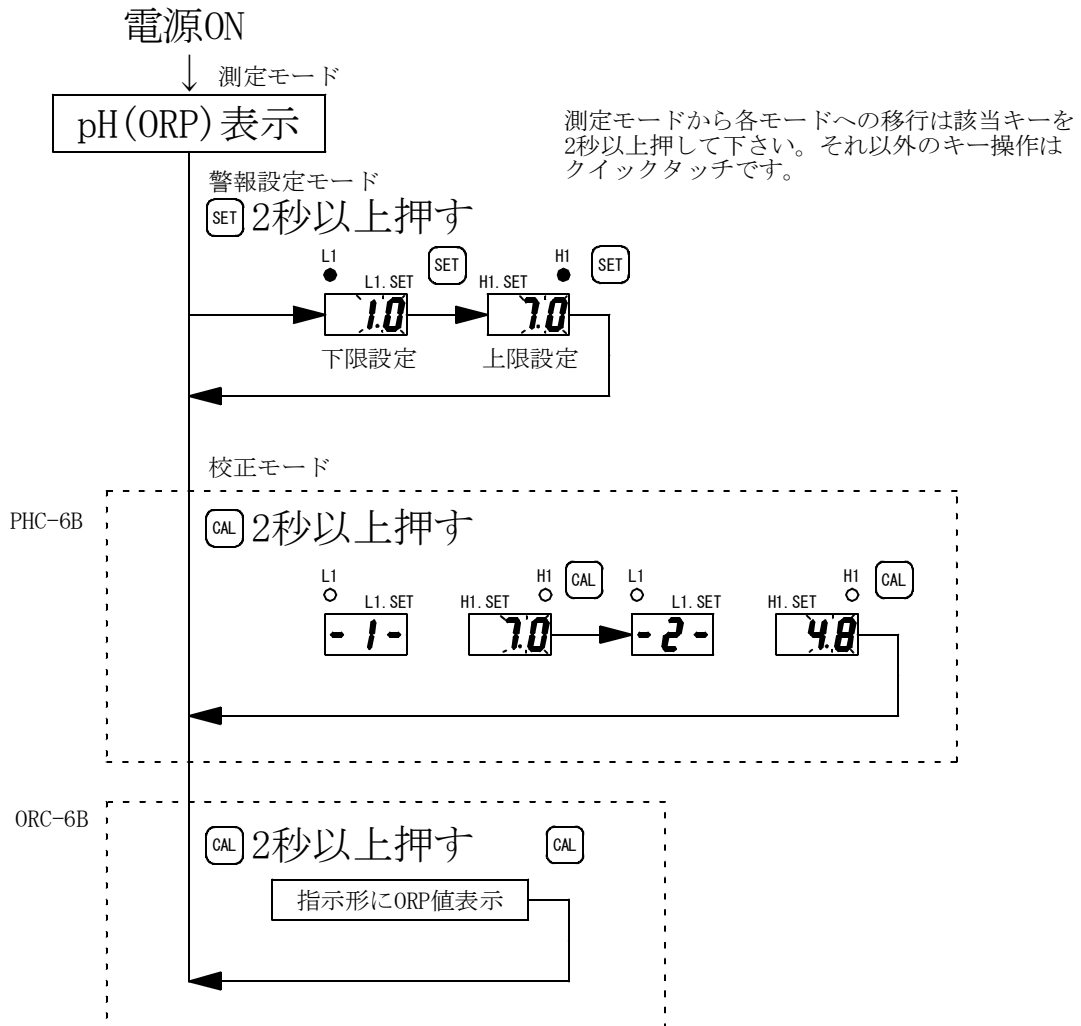 電源ON
測定モード
pH(ORP)表示
測定モードから各モードへの移行は該当キーを
2秒以上押して下さい。それ以外のキー操作は
クイックタッチです。
警報設定モード
SET 2秒以上押す
L1 SET H1 SET
L1.SET H1.SET
1.0 7.0
下限設定 上限設定
校正モード
PHC-6B
CAL 2秒以上押す
L1 H1 CAL L1 H1 CAL
L1.SET H1.SET L1.SET H1.SET
-1- 7.0 -2- 4.8
ORC-6B
CAL 2秒以上押す CAL
指示形にORP値表示